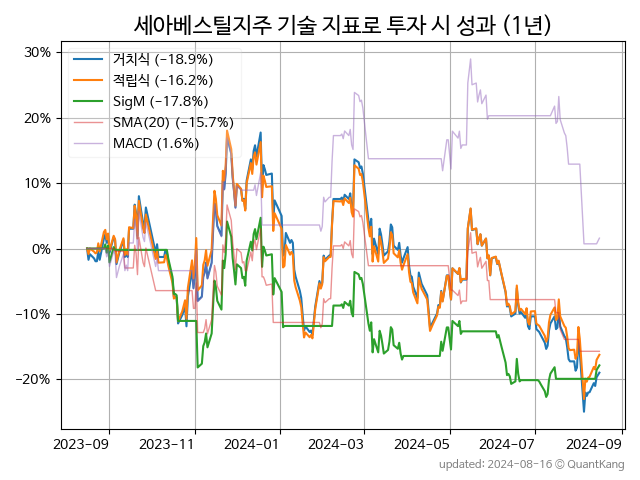 세아베스틸지주 기술 지표로 투자 시 성과 (1년)
거치식 (−18.9%)
적립식 (−16.2%)
SigM (−17.8%)
SMA(20) (−15.7%)
MACD (1.6%)
30%
20%
10%
0%
−10%
−20%
2023-09 2023-11 2024-01 2024-03 2024-05 2024-07 2024-09
updated: 2024-08-16 © QuantKang